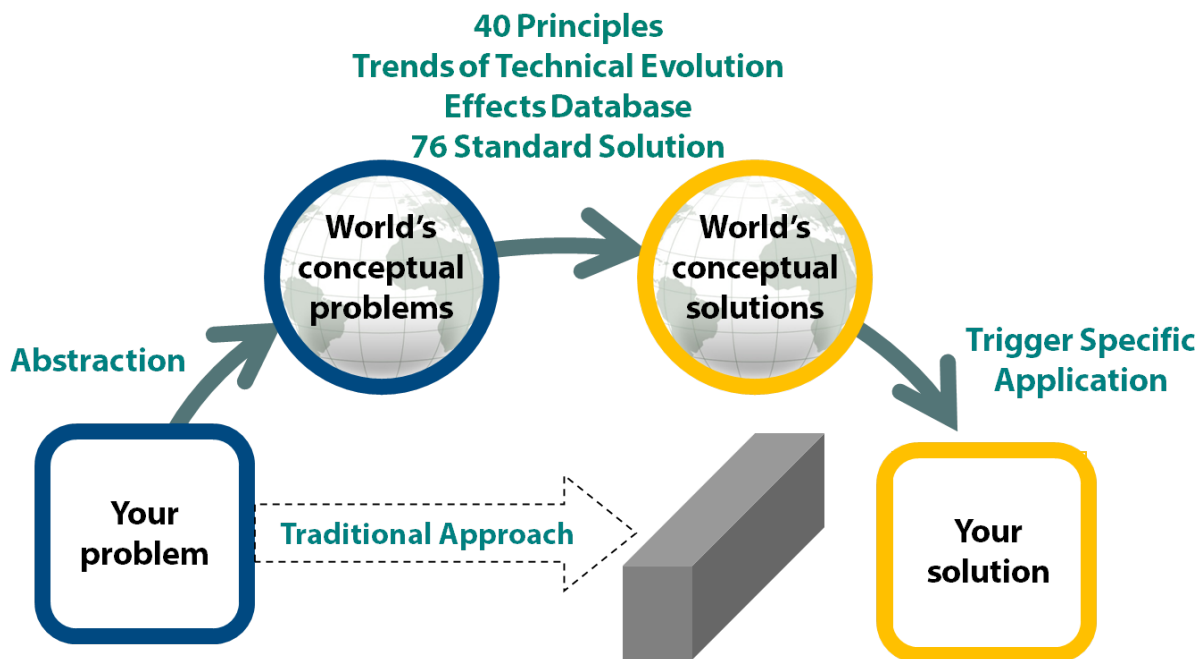 40 Principles
Trends of Technical Evolution
Effects Database
76 Standard Solution
World's
conceptual
problems
World's
conceptual
solutions
Abstraction
Trigger Specific
Application
Your
problem
Traditional Approach
Your
solution